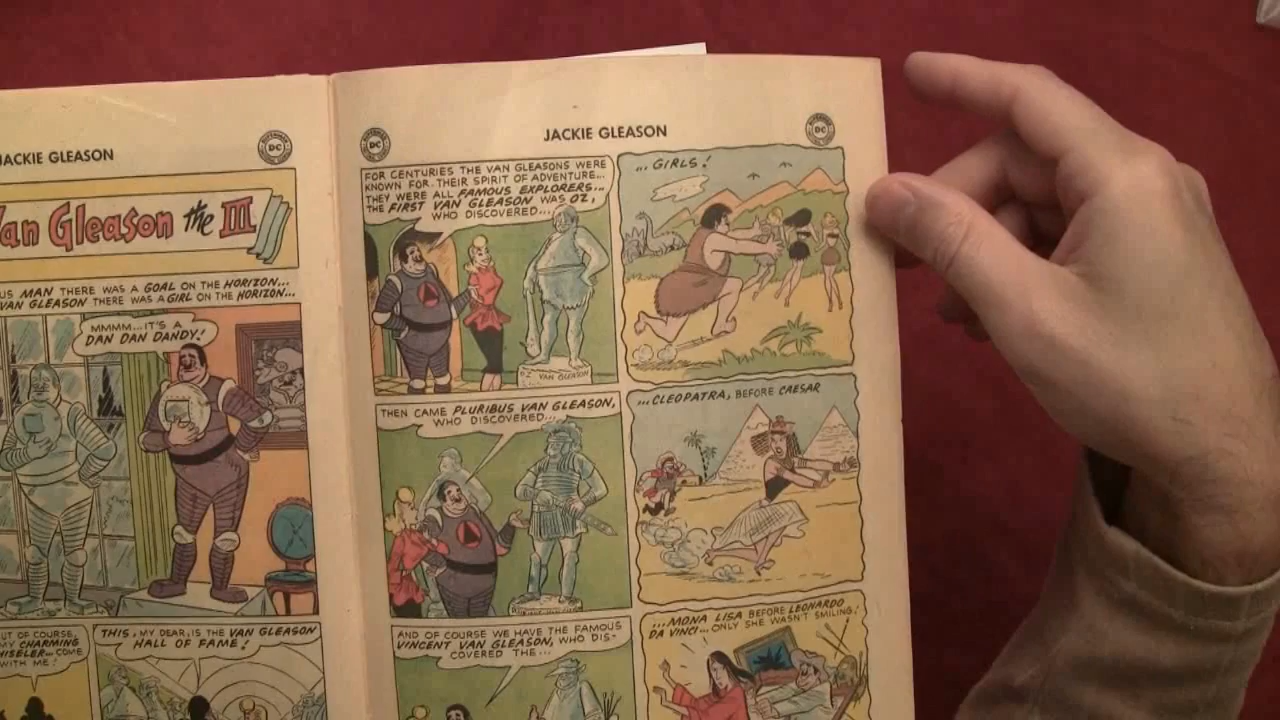 JACKIE GLEASON
DC
Van Gleason the III
US MAN THERE WAS A GOAL ON THE HORIZON...
VAN GLEASON THERE WAS A GIRL ON THE HORIZON...
MMMM...IT'S A
DAN DAN DANDY!
OF COURSE,
MY CHARMING
COME
WITH ME!
THIS, MY DEAR, IS THE VAN GLEASON
HALL OF FAME!
DC
JACKIE GLEASON
DC
FOR CENTURIES THE VAN GLEASONS WERE
KNOWN FOR THEIR SPIRIT OF ADVENTURE...
THEY WERE ALL FAMOUS EXPLORERS...
THE FIRST VAN GLEASON WAS OZ,
WHO DISCOVERED...
OZ VAN GLEASON
...GIRLS!
THEN CAME PLURIBUS VAN GLEASON,
WHO DISCOVERED...
...CLEOPATRA, BEFORE CAESAR
AND OF COURSE WE HAVE THE FAMOUS
VINCENT VAN GLEASON, WHO DIS-
COVERED THE...
...MONA LISA BEFORE LEONARDO
DA VINCI... ONLY SHE WASN'T SMILING!